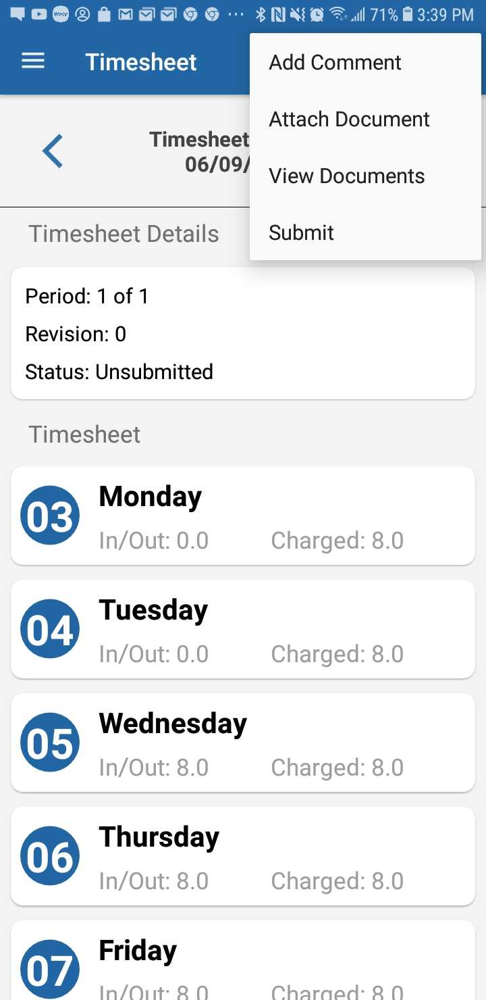 71% 3:39 PM
Timesheet
Add Comment
Attach Document
View Documents
Submit
Timesheet
06/09/
Timesheet Details
Period: 1 of 1
Revision: 0
Status: Unsubmitted
Timesheet
03 Monday
In/Out: 0.0 Charged: 8.0
04 Tuesday
In/Out: 0.0 Charged: 8.0
05 Wednesday
In/Out: 8.0 Charged: 8.0
06 Thursday
In/Out: 8.0 Charged: 8.0
07 Friday
In/Out: 8.0 Charged: 8.0